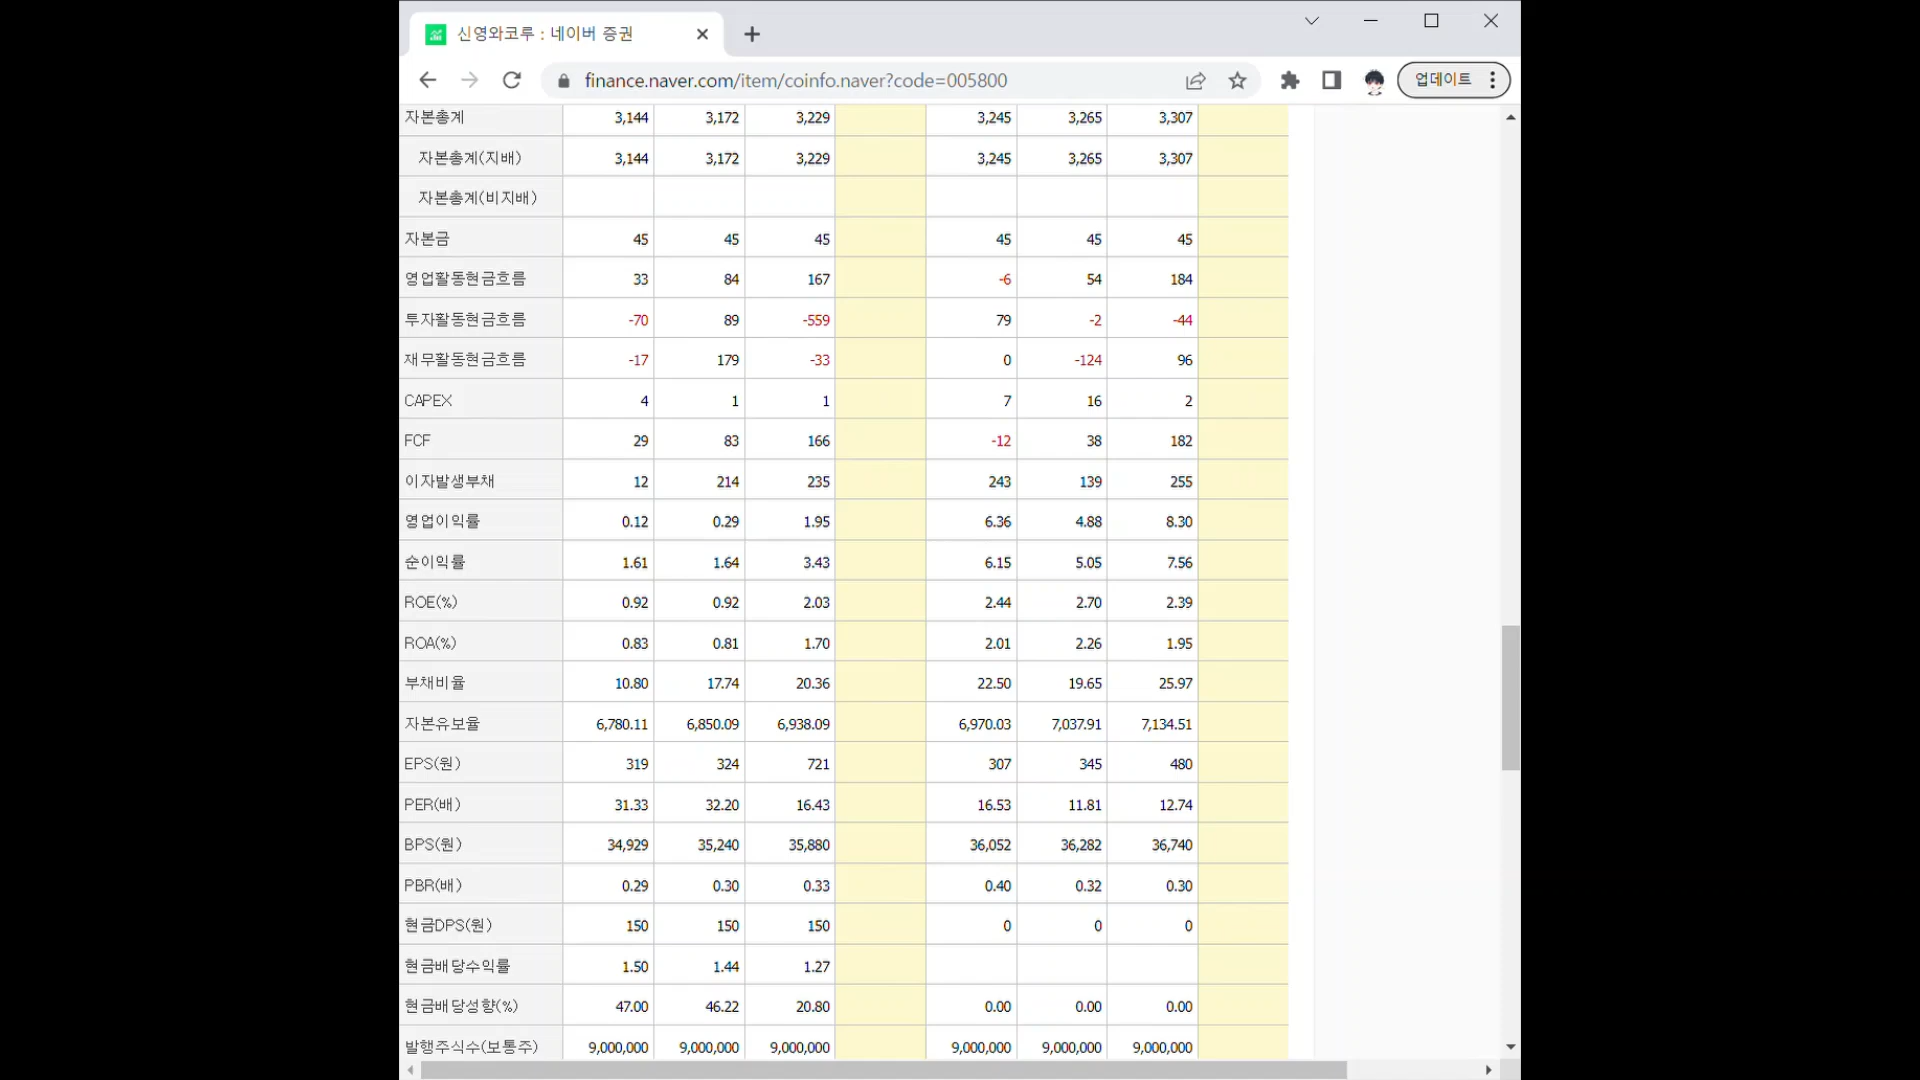 신영와코루 : 네이버 증권
finance.naver.com/item/coinfo.naver?code=005800
업데이트
자본총계 3,144 3,172 3,229 3,245 3,265 3,307
자본총계(지배) 3,144 3,172 3,229 3,245 3,265 3,307
자본총계(비지배)
자본금 45 45 45 45 45 45
영업활동현금흐름 33 84 167 -6 54 184
투자활동현금흐름 -70 89 -559 79 -2 -44
재무활동현금흐름 -17 179 -33 0 -124 96
CAPEX 4 1 1 7 16 2
FCF 29 83 166 -12 38 182
이자발생부채 12 214 235 243 139 255
영업이익률 0.12 0.29 1.95 6.36 4.88 8.30
순이익률 1.61 1.64 3.43 6.15 5.05 7.56
ROE(%) 0.92 0.92 2.03 2.44 2.70 2.39
ROA(%) 0.83 0.81 1.70 2.01 2.26 1.95
부채비율 10.80 17.74 20.36 22.50 19.65 25.97
자본유보율 6,780.11 6,850.09 6,938.09 6,970.03 7,037.91 7,134.51
EPS(원) 319 324 721 307 345 480
PER(배) 31.33 32.20 16.43 16.53 11.81 12.74
BPS(원) 34,929 35,240 35,880 36,052 36,282 36,740
PBR(배) 0.29 0.30 0.33 0.40 0.32 0.30
현금DPS(원) 150 150 150 0 0 0
현금배당수익률 1.50 1.44 1.27
현금배당성향(%) 47.00 46.22 20.80 0.00 0.00 0.00
발행주식수(보통주) 9,000,000 9,000,000 9,000,000 9,000,000 9,000,000 9,000,000